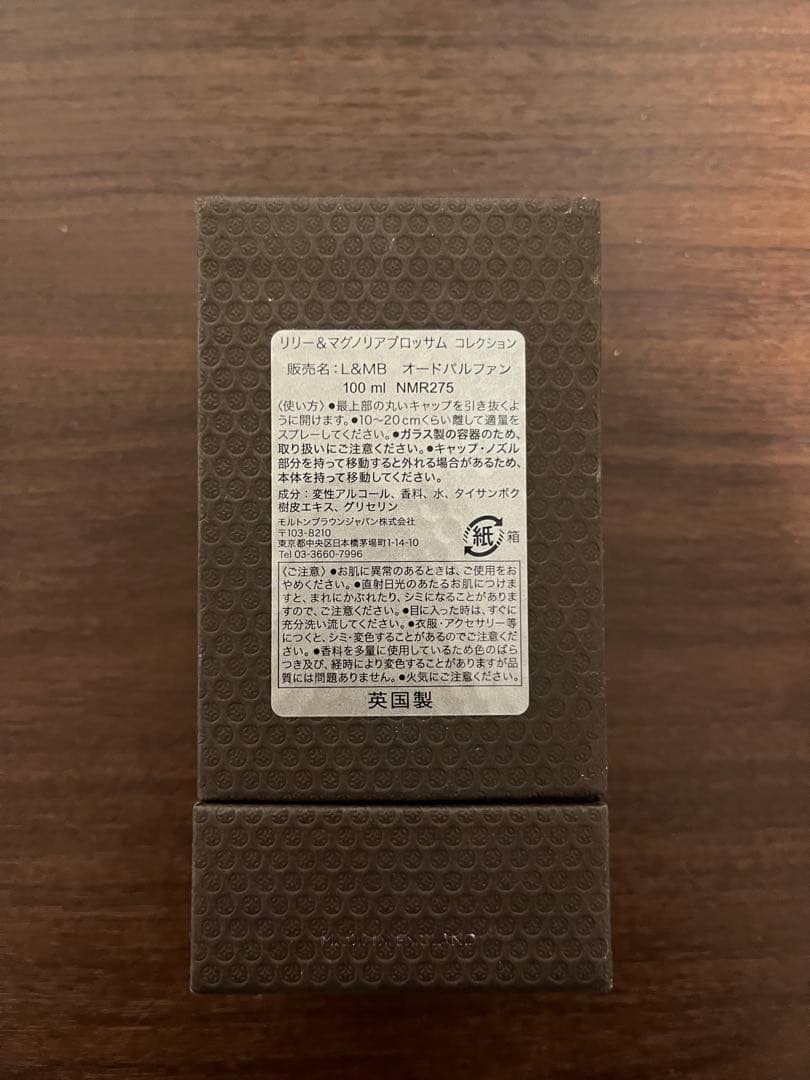 リリー＆マグノリアブロッサム コレクション
販売名：L&MB　オードパルファン
100 ml NMR275
〈使い方〉●最上部の丸いキャップを引き抜くよ
うに開けます。●10〜20cmくらい離して適量を
スプレーしてください。●ガラス製の容器のため、
取り扱いにご注意ください。●キャップ・ノズル
部分を持って移動すると外れる場合があるため、
本体を持って移動してください。
成分：変性アルコール、香料、水、タイサンボク
樹皮エキス、グリセリン
モルトンブラウンジャパン株式会社
〒103-8210
東京都中央区日本橋茅場町1-14-10
Tel 03-3660-7996
紙 箱
〈ご注意〉●お肌に異常のあるときは、ご使用をお
やめください。●直射日光のあたるお肌につけま
すと、まれにかぶれたり、シミになることがありま
すので、ご注意ください。●目に入った時は、すぐに
充分洗い流してください。●衣服・アクセサリー等
につくと、シミ・変色することがあるのでご注意くだ
さい。●香料を多量に使用しているため色のばら
つき及び、経時により変色することがありますが品
質には問題ありません。●火気にご注意ください。
英国製
MADE IN ENGLAND